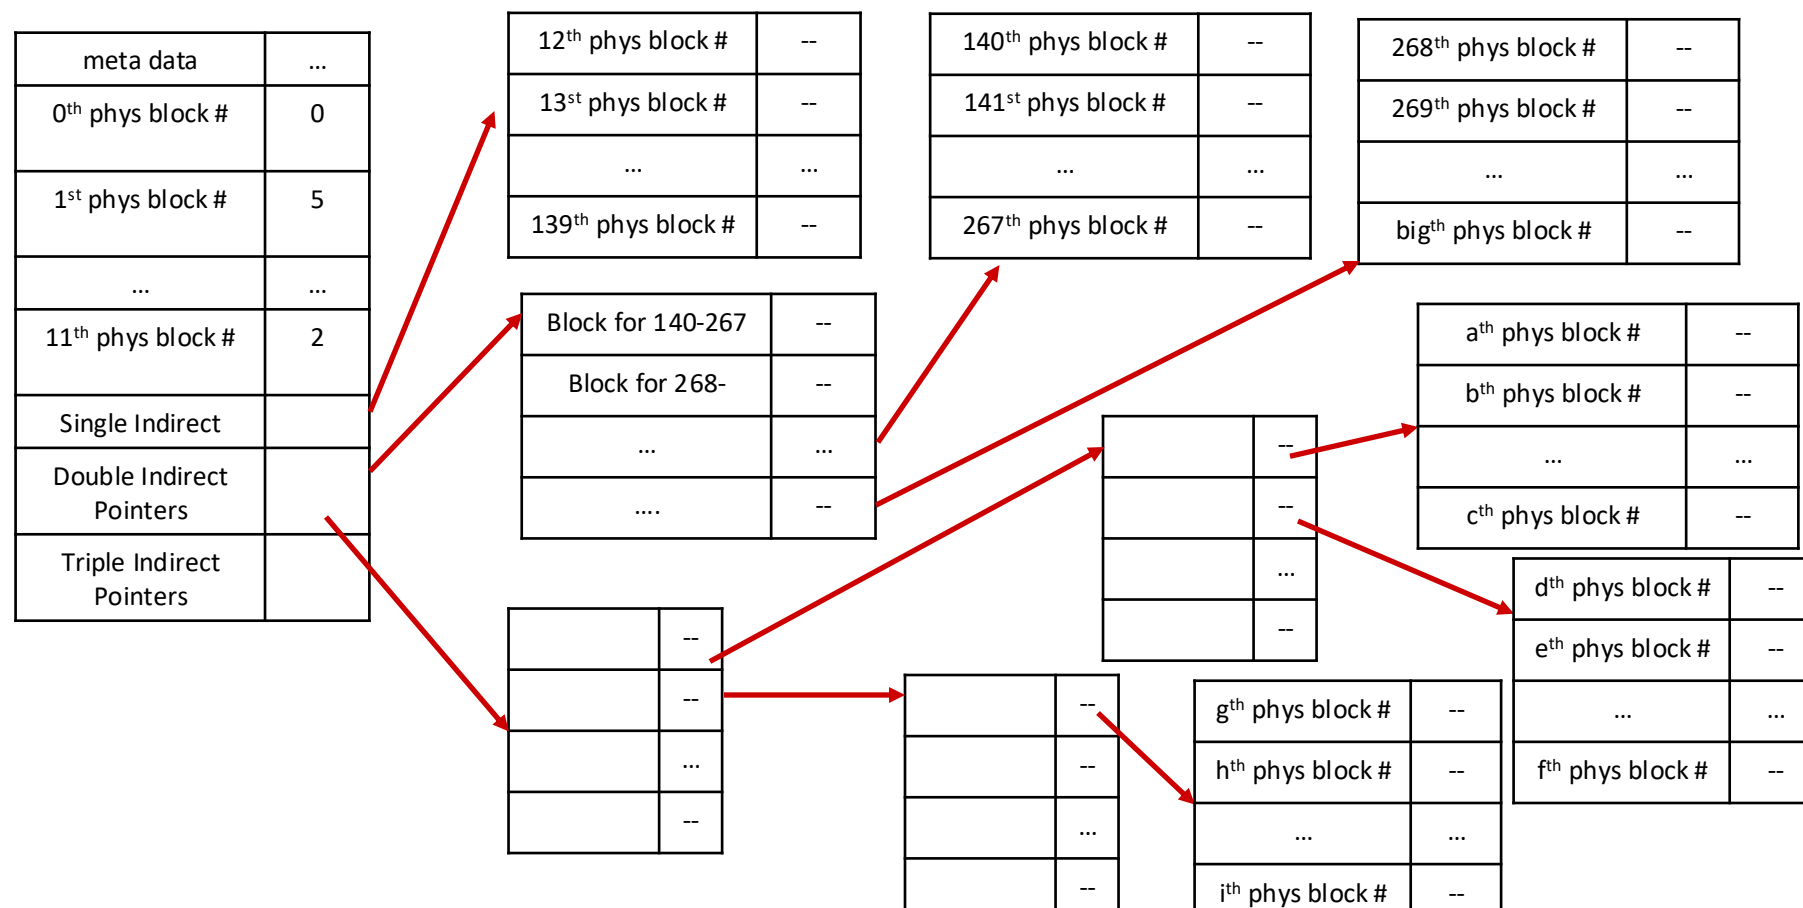 meta data ...
0th phys block # 0
1st phys block # 5
... ...
11th phys block # 2
Single Indirect
Double Indirect
Pointers
Triple Indirect
Pointers
12th phys block # --
13st phys block # --
... ...
139th phys block # --
140th phys block # --
141st phys block # --
... ...
267th phys block # --
268th phys block # --
269th phys block # --
... ...
bigth phys block # --
Block for 140-267 --
Block for 268- --
... ...
.... --
--
--
...
--
--
--
...
--
ath phys block # --
bth phys block # --
... ...
cth phys block # --
dth phys block # --
eth phys block # --
... ...
fth phys block # --
--
--
...
--
gth phys block # --
hth phys block # --
... ...
ith phys block # --